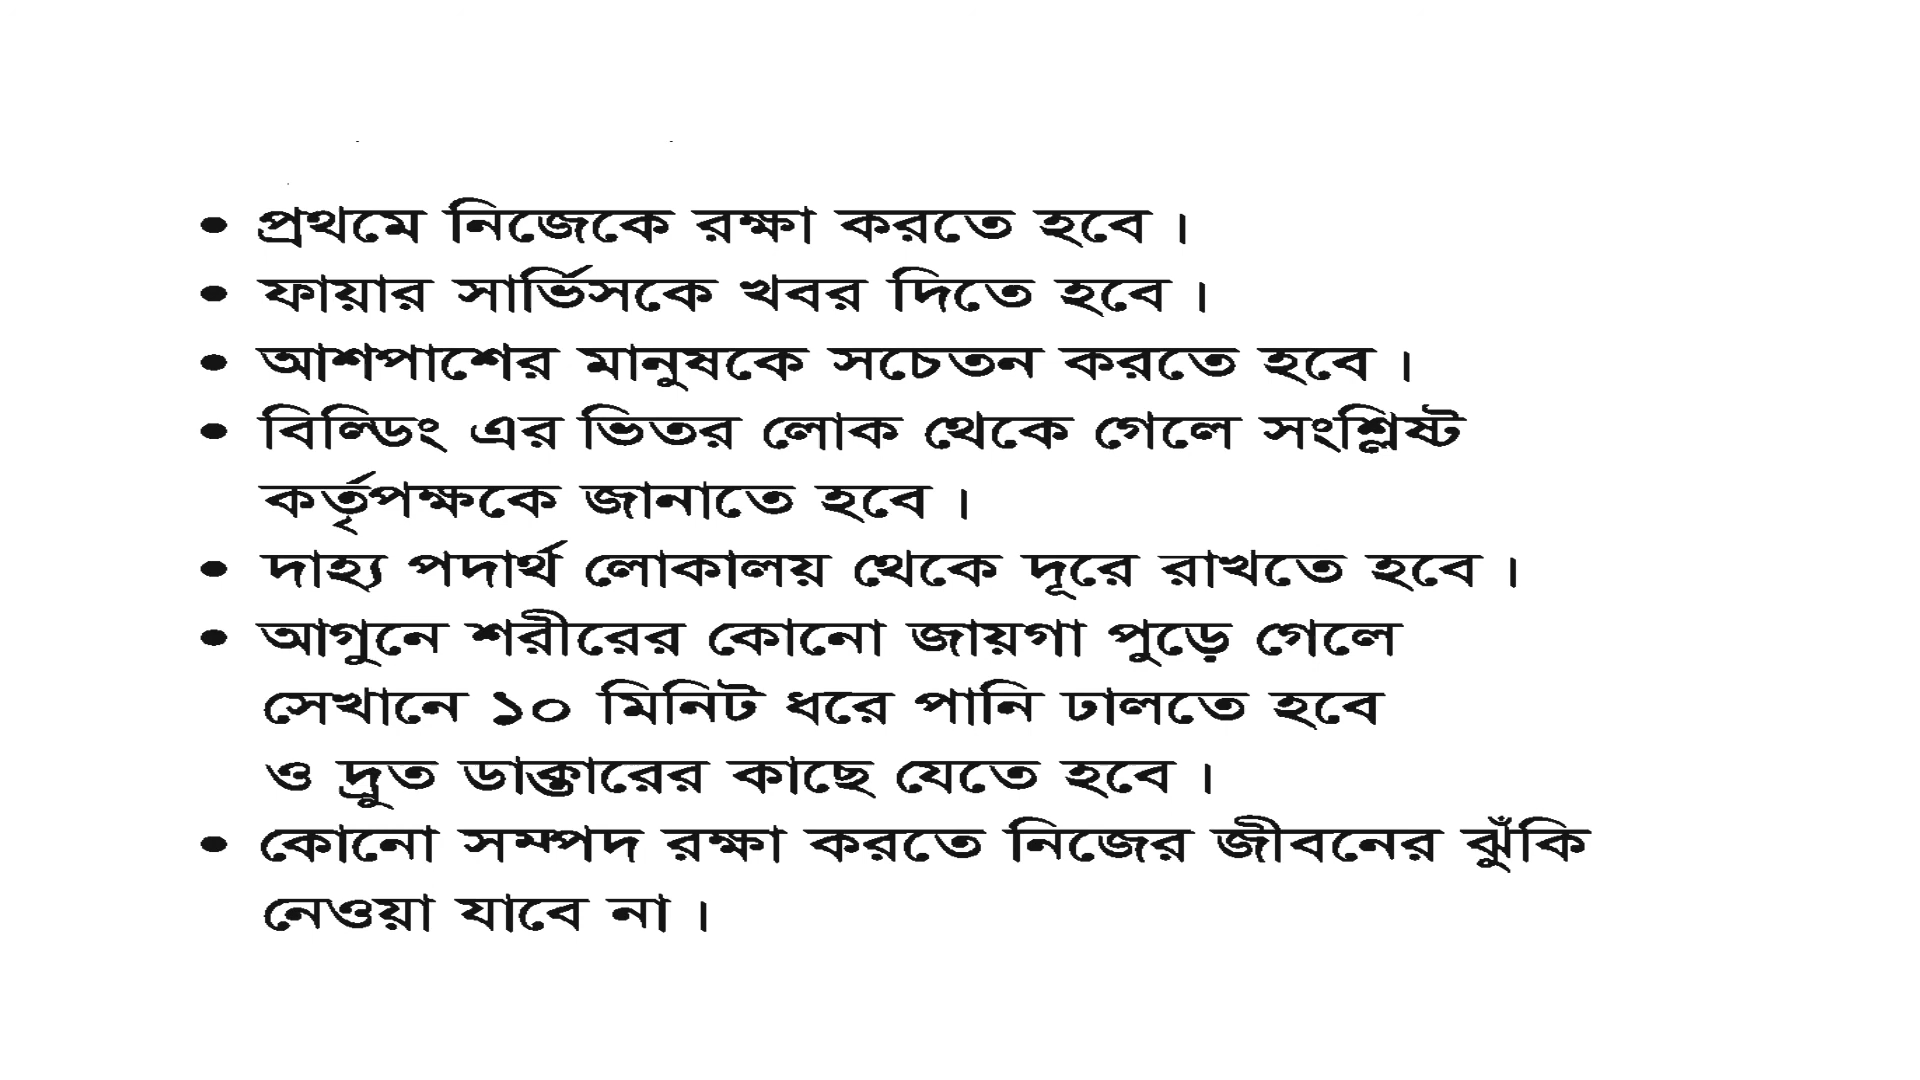 • প্রথমে নিজেকে রক্ষা করতে হবে ।
• ফায়ার সার্ভিসকে খবর দিতে হবে ।
• আশপাশের মানুষকে সচেতন করতে হবে ।
• বিল্ডিং এর ভিতর লোক থেকে গেলে সংশ্লিষ্ট
কর্তৃপক্ষকে জানাতে হবে ।
• দাহ্য পদার্থ লোকালয় থেকে দূরে রাখতে হবে ।
• আগুনে শরীরের কোনো জায়গা পুড়ে গেলে
সেখানে ১০ মিনিট ধরে পানি ঢালতে হবে
ও দ্রুত ডাক্তারের কাছে যেতে হবে ।
• কোনো সম্পদ রক্ষা করতে নিজের জীবনের ঝুঁকি
নেওয়া যাবে না ।